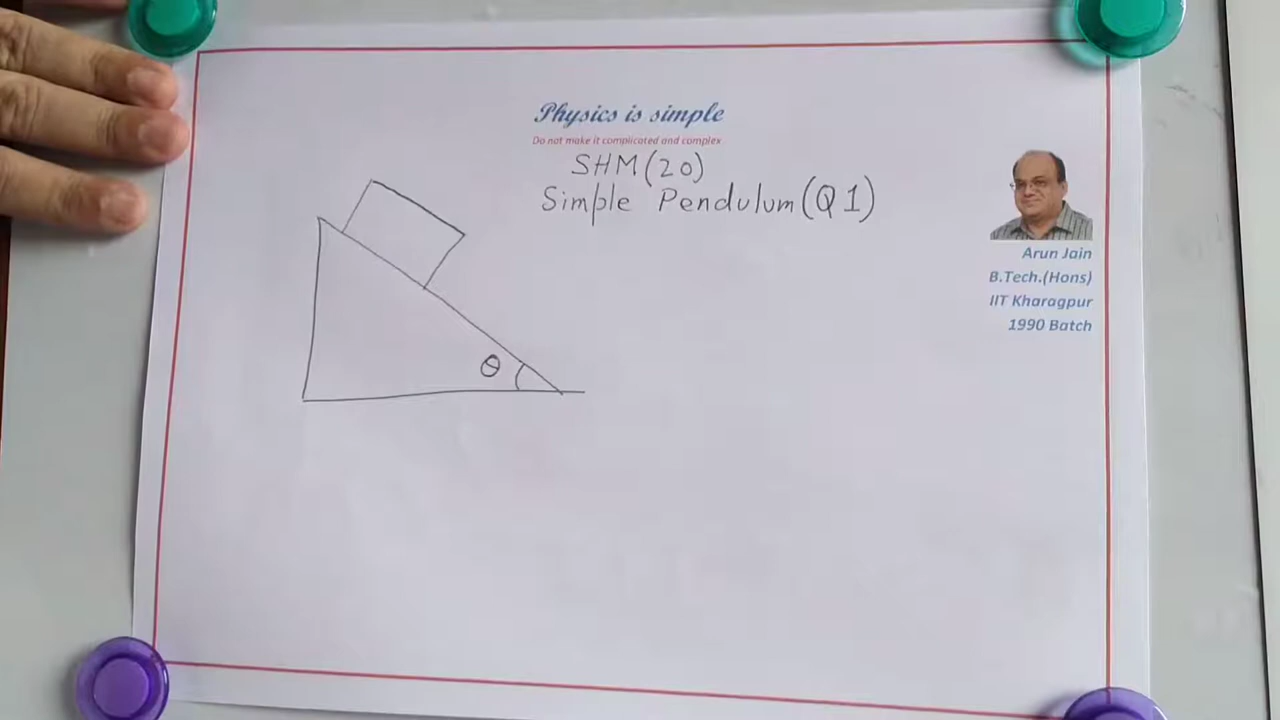 Physics is simple
Do not make it complicated and complex
SHM(20)
Simple Pendulum(Q1)
Arun Jain
B.Tech.(Hons)
IIT Kharagpur
1990 Batch
θ